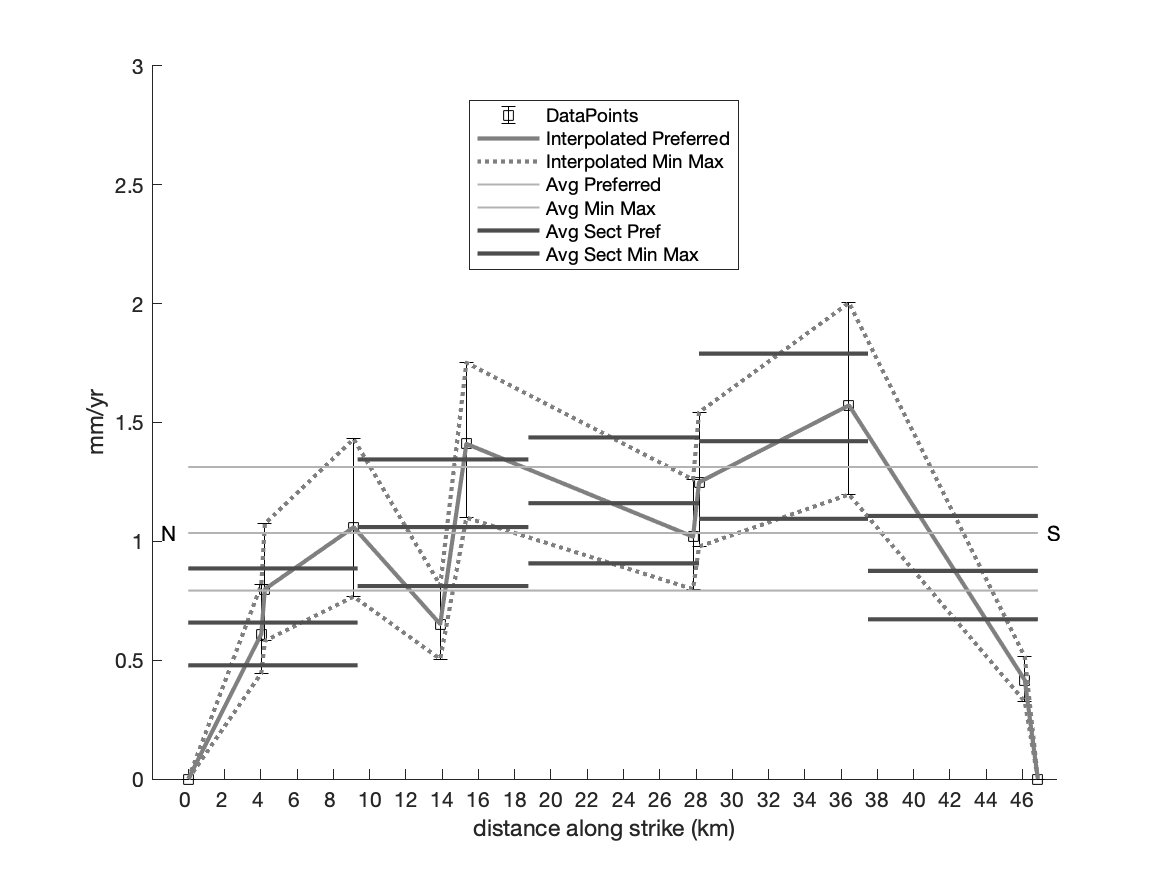 3
2.5
2
1.5
1
0.5
0
mm/yr
DataPoints
Interpolated Preferred
Interpolated Min Max
Avg Preferred
Avg Min Max
Avg Sect Pref
Avg Sect Min Max
N
S
0 2 4 6 8 10 12 14 16 18 20 22 24 26 28 30 32 34 36 38 40 42 44 46
distance along strike (km)